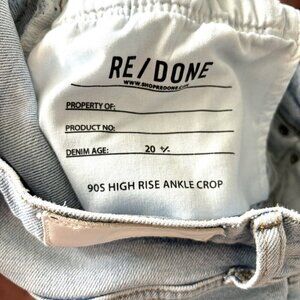 RE/DONE
WWW.SHOPREDONE.COM
PROPERTY OF:
PRODUCT NO:
DENIM AGE: 20 +/-
90S HIGH RISE ANKLE CROP